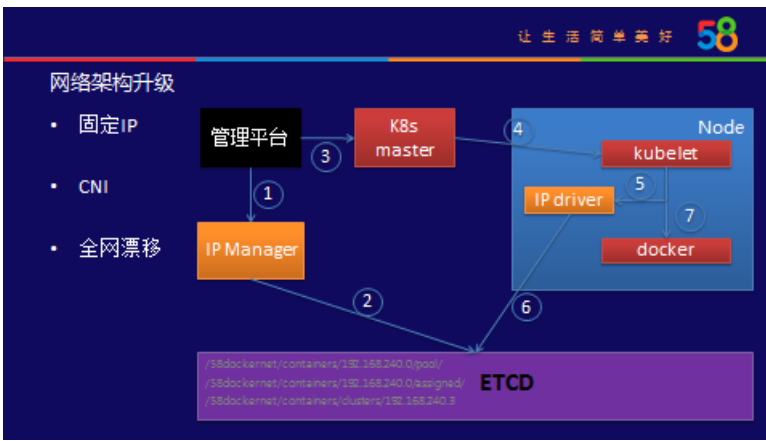 让生活简单美好 58
网络架构升级
• 固定IP
• CNI
• 全网漂移
管理平台
K8s
master
Node
kubelet
IP driver
docker
IP Manager
1
2
3
4
5
6
7
/58dockernet/containers/192.168.240.0/pool/
/58dockernet/containers/192.168.240.0/assigned/
/58dockernet/containers/clusters/192.168.240.3
ETCD